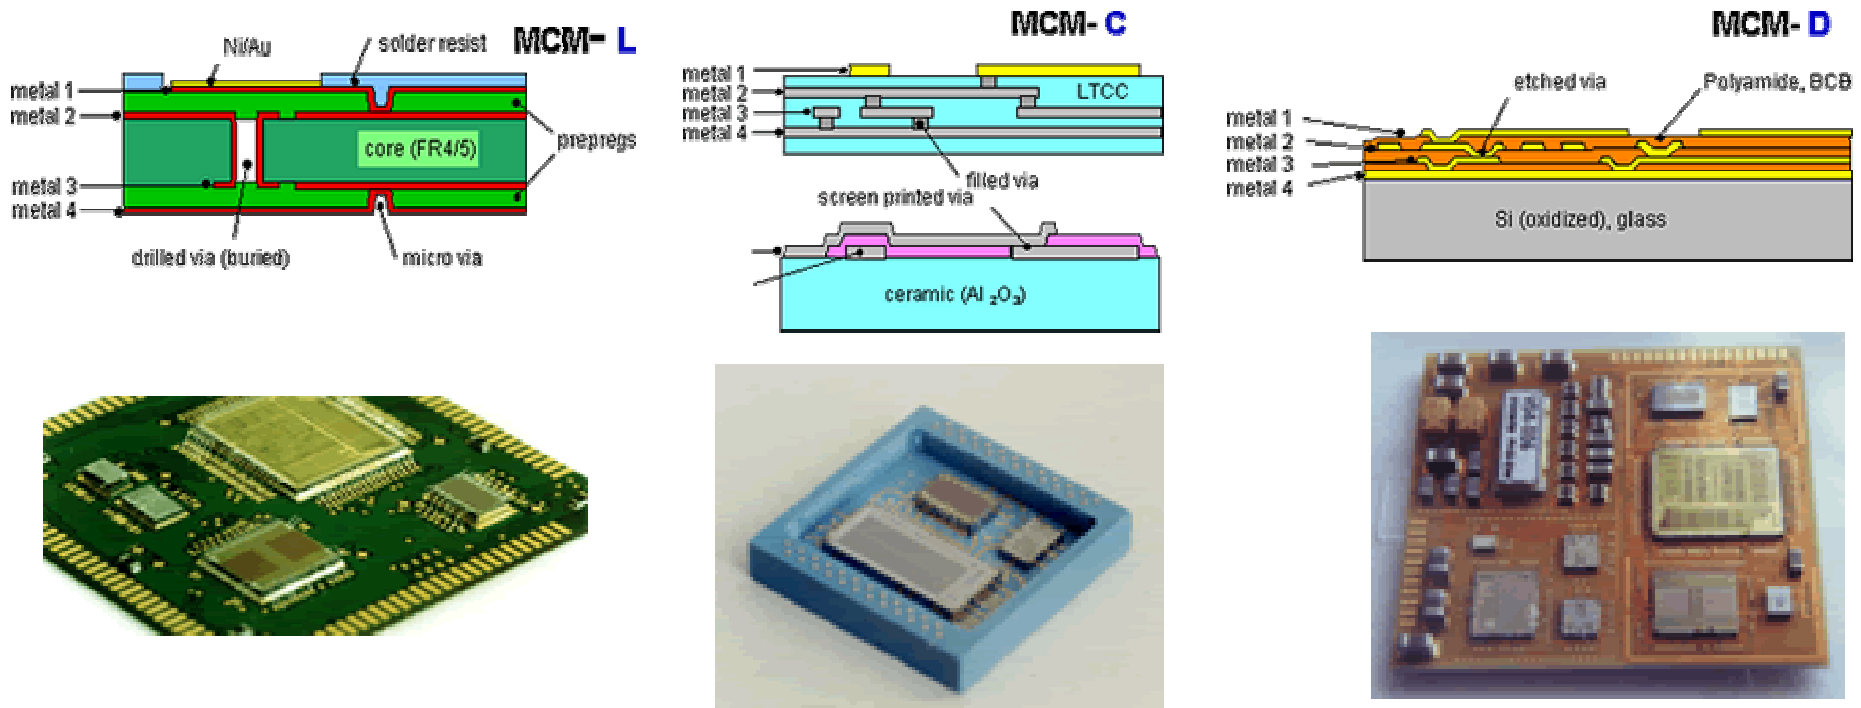 MCM- L
Ni/Au
solder resist
metal 1
metal 2
core (FR4/5)
prepregs
metal 3
metal 4
drilled via (buried)
micro via
MCM- C
metal 1
metal 2
LTCC
metal 3
metal 4
filled via
screen printed via
ceramic (Al2O3)
MCM- D
etched via
Polyamide, BCB
metal 1
metal 2
metal 3
metal 4
Si (oxidized), glass